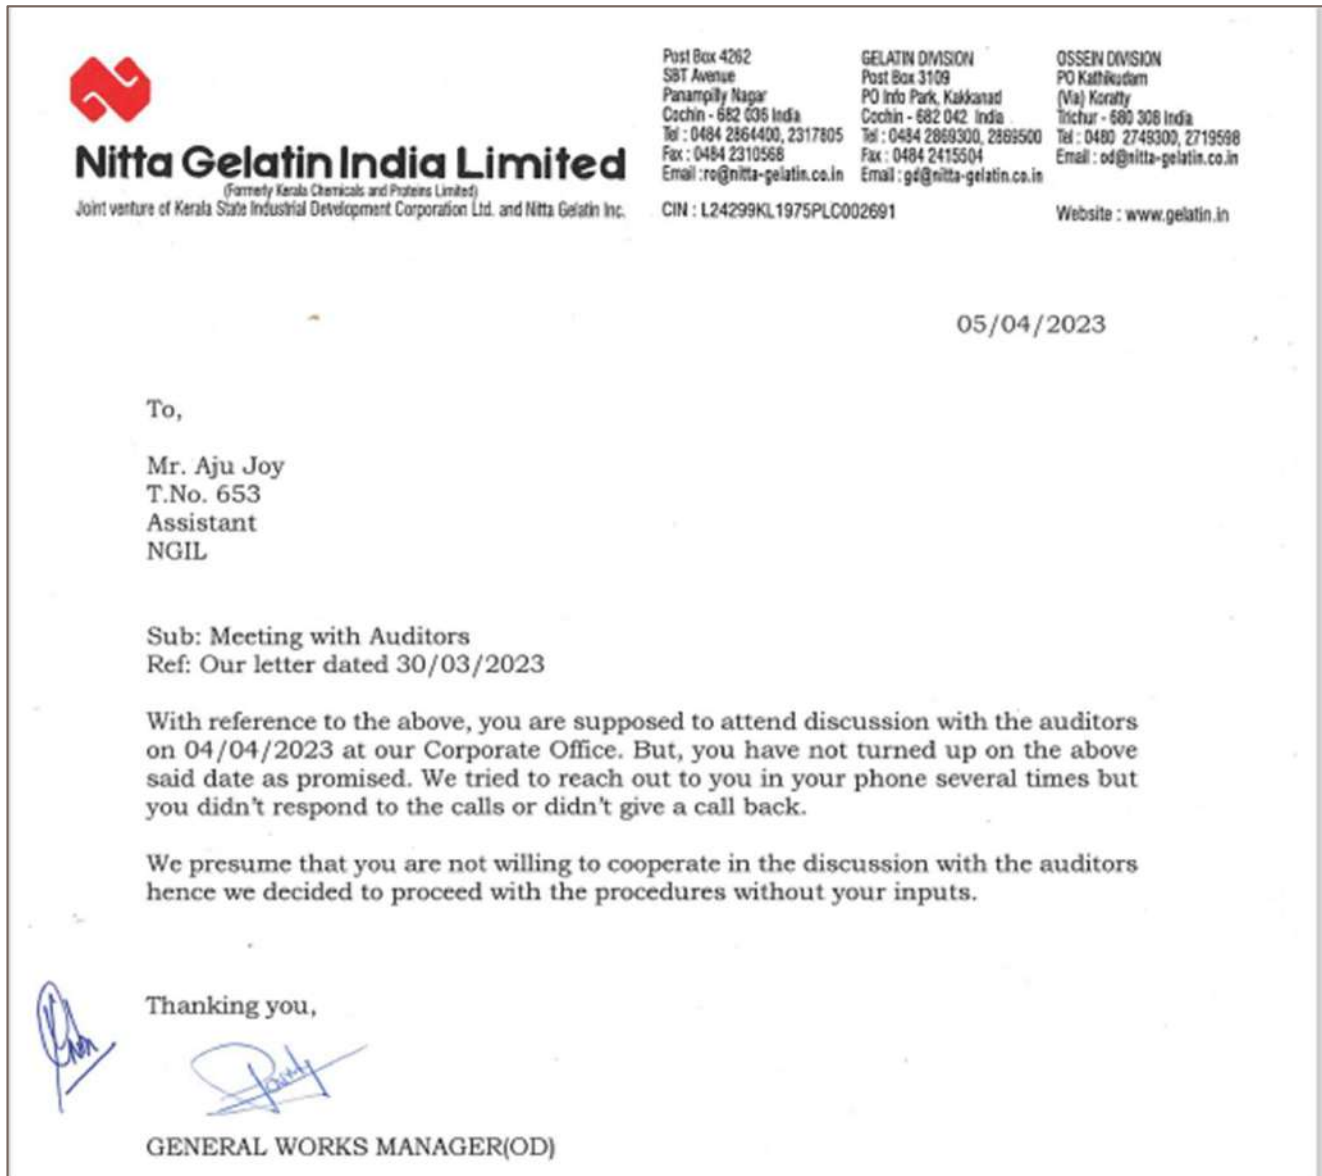 Nitta Gelatin India Limited
(Formerly Kerala Chemicals and Proteins Limited)
Joint venture of Kerala State Industrial Development Corporation Ltd. and Nitta Gelatin Inc.
Post Box 4262
SBT Avenue
Panampilly Nagar
Cochin - 682 036 India
Tel : 0484 2864400, 2317805
Fax : 0484 2310568
Email :ro@nitta-gelatin.co.in
CIN : L24299KL1975PLC002691
GELATIN DIVISION
Post Box 3109
PO Info Park, Kakkanad
Cochin - 682 042 India
Tel : 0484 2869300, 2869500
Fax : 0484 2415504
Email : gd@nitta-gelatin.co.in
OSSEIN DIVISION
PO Kathikudam
(Via) Koratty
Trichur - 680 308 India
Tel : 0480 2749300, 2719598
Email : od@nitta-gelatin.co.in
Website : www.gelatin.in
05/04/2023
To,
Mr. Aju Joy
T.No. 653
Assistant
NGIL
Sub: Meeting with Auditors
Ref: Our letter dated 30/03/2023
With reference to the above, you are supposed to attend discussion with the auditors
on 04/04/2023 at our Corporate Office. But, you have not turned up on the above
said date as promised. We tried to reach out to you in your phone several times but
you didn't respond to the calls or didn't give a call back.
We presume that you are not willing to cooperate in the discussion with the auditors
hence we decided to proceed with the procedures without your inputs.
Thanking you,
GENERAL WORKS MANAGER(OD)